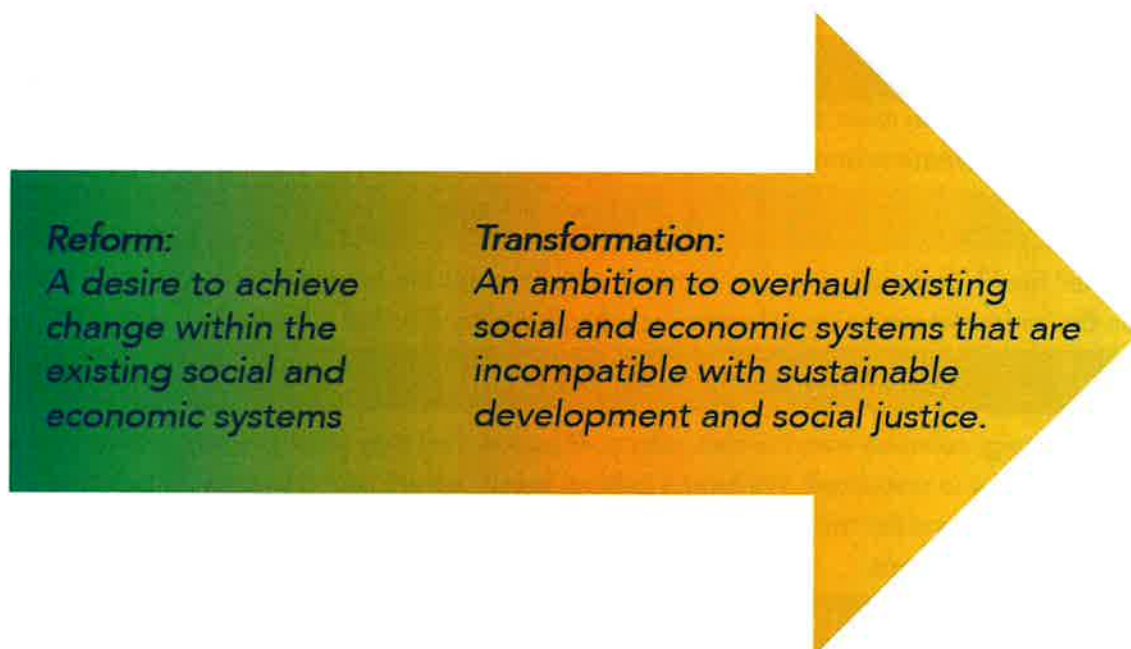 Reform:
A desire to achieve
change within the
existing social and
economic systems
Transformation:
An ambition to overhaul existing
social and economic systems that are
incompatible with sustainable
development and social justice.